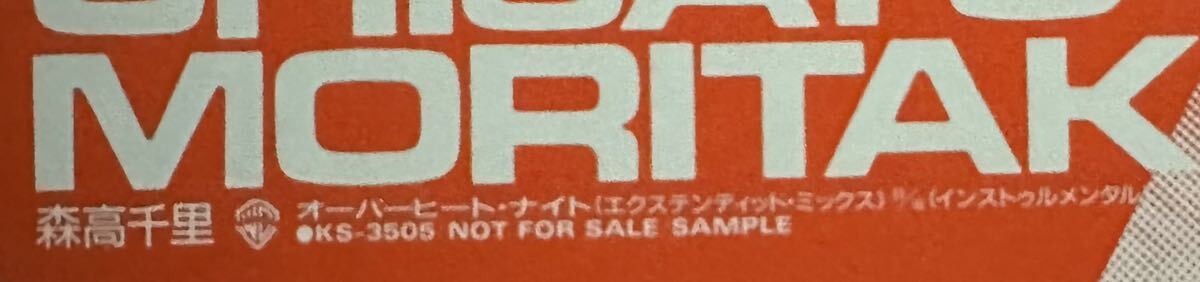 CHISATO
MORITAK
森高千里 オーバーヒート・ナイト(エクステンディット・ミックス) (インストゥルメンタル
●KS-3505 NOT FOR SALE SAMPLE